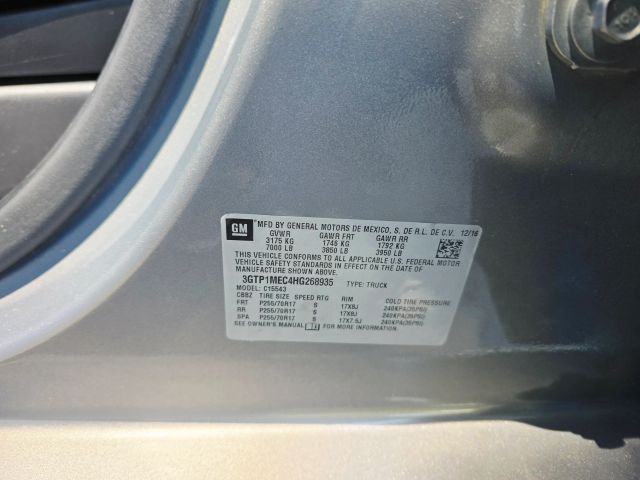 GM MFD BY GENERAL MOTORS DE MEXICO, S. DE R.L. DE C.V. 12/16
GVWR GAWR FRT GAWR RR
3175 KG 1746 KG 1792 KG
7000 LB 3850 LB 3950 LB
THIS VEHICLE CONFORMS TO ALL APPLICABLE U.S. FEDERAL MOTOR
VEHICLE SAFETY STANDARDS IN EFFECT ON THE DATE OF
MANUFACTURE SHOWN ABOVE.
3GTP1MEC4HG268935 TYPE: TRUCK
MODEL: C15543
CBBZ TIRE SIZE SPEED RTG RIM COLD TIRE PRESSURE
FRT P255/70R17 S 17X8J 240KPA(35PSI)
RR P255/70R17 S 17X8J 240KPA(35PSI)
SPA P255/70R17 S 17X7.5J 240KPA(35PSI)
SEE OWNER'S MANUAL FOR MORE INFORMATION.